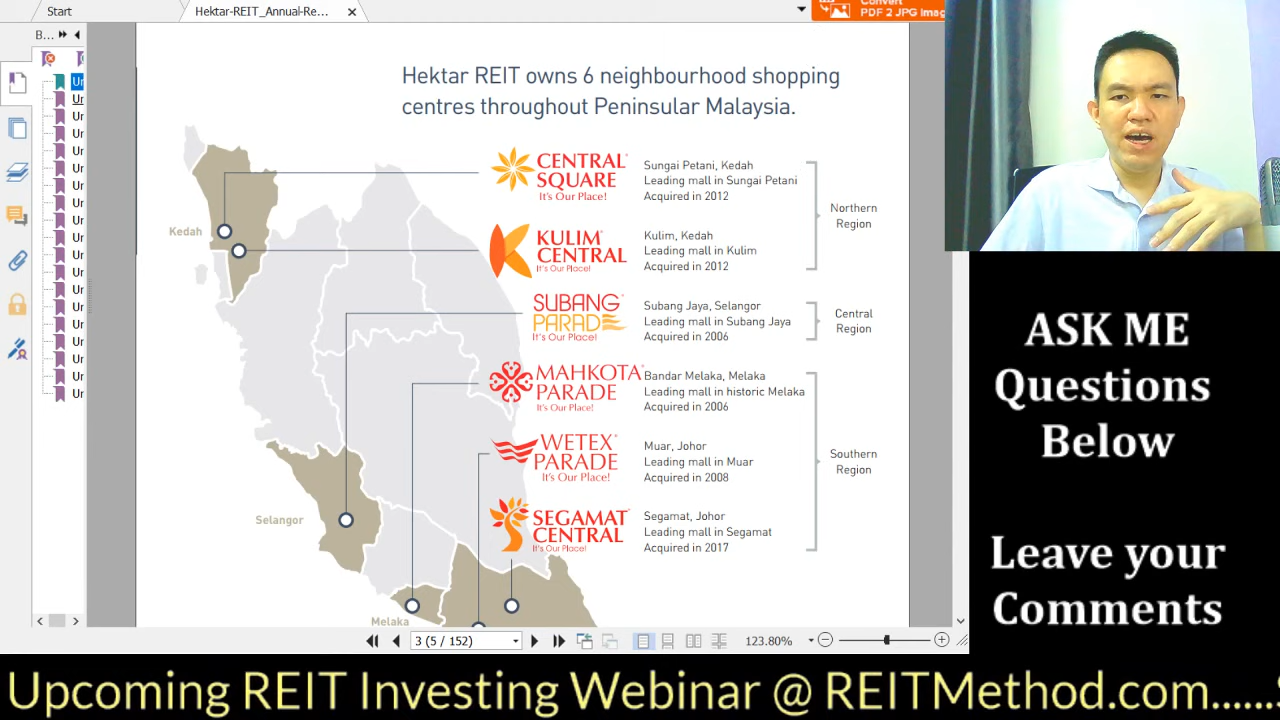 Start
Hektar-REIT_Annual-Re...
Convert
PDF 2 JPG
B...
Hektar REIT owns 6 neighbourhood shopping
centres throughout Peninsular Malaysia.
CENTRAL
SQUARE
It's Our Place!
Sungai Petani, Kedah
Leading mall in Sungai Petani
Acquired in 2012
KULIM
CENTRAL
It's Our Place!
Kulim, Kedah
Leading mall in Kulim
Acquired in 2012
Northern
Region
SUBANG
PARADE
It's Our Place!
Subang Jaya, Selangor
Leading mall in Subang Jaya
Acquired in 2006
Central
Region
MAHKOTA
PARADE
It's Our Place!
Bandar Melaka, Melaka
Leading mall in historic Melaka
Acquired in 2006
WETEX
PARADE
It's Our Place!
Muar, Johor
Leading mall in Muar
Acquired in 2008
SEGAMAT
CENTRAL
It's Our Place!
Segamat, Johor
Leading mall in Segamat
Acquired in 2017
Southern
Region
Kedah
Selangor
Melaka
3 (5 / 152)
123.80%
ASK ME
Questions
Below
Leave your
Comments
Upcoming REIT Investing Webinar @ REITMethod.com......